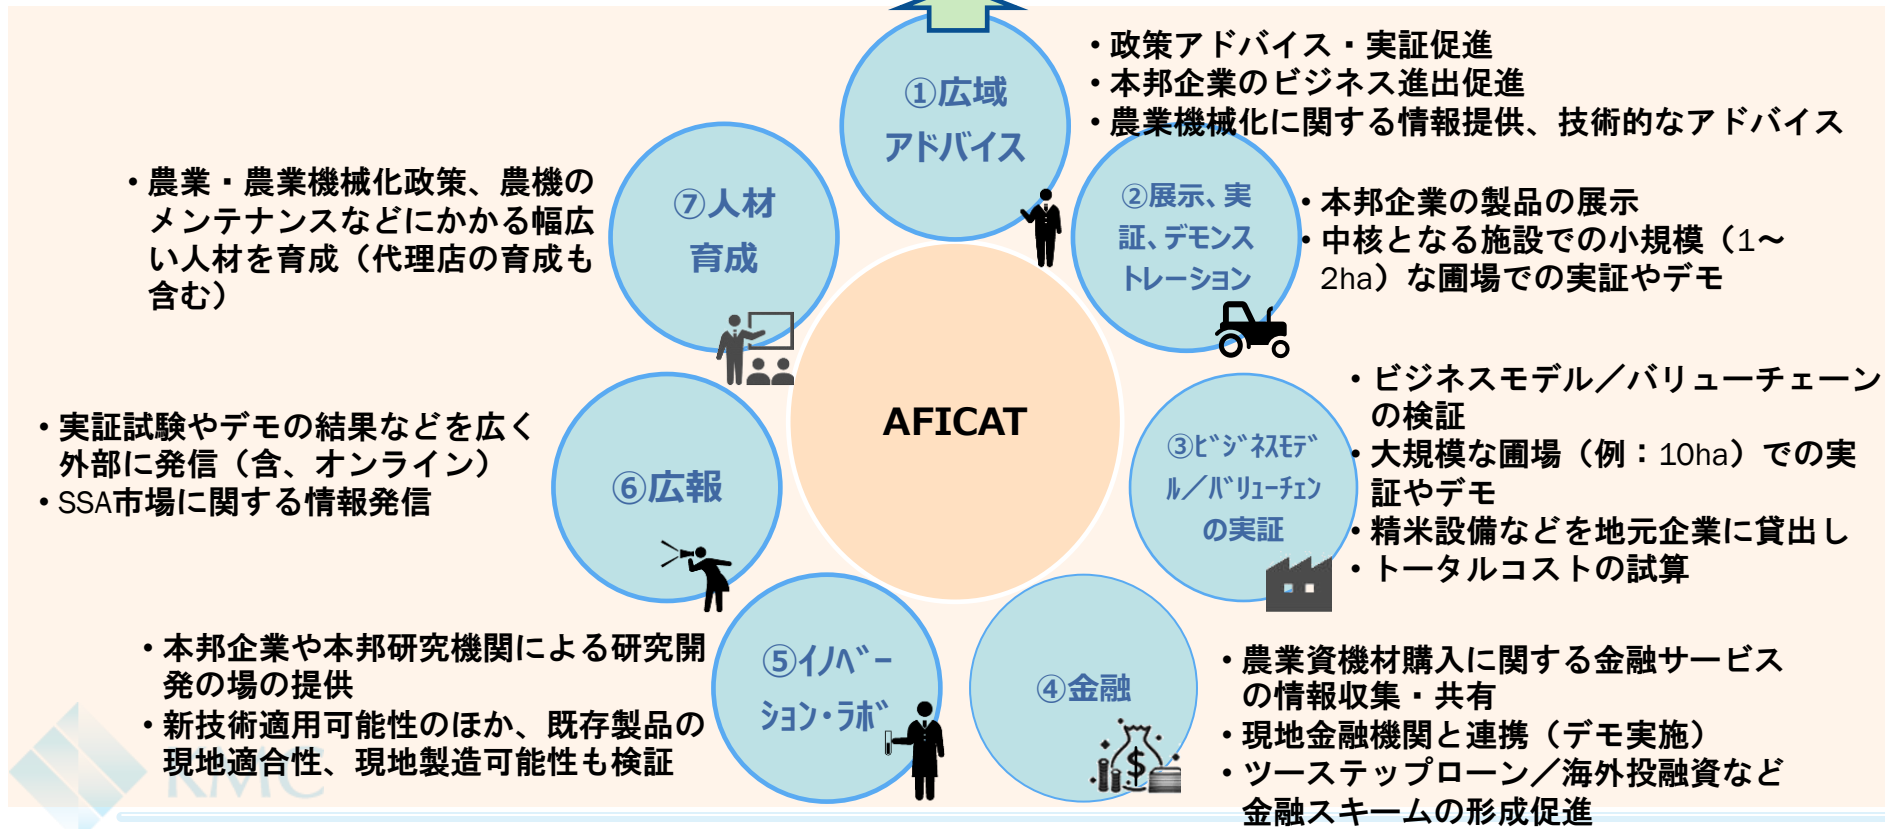 ①広域
アドバイス
・政策アドバイス・実証促進
・本邦企業のビジネス進出促進
・農業機械化に関する情報提供、技術的なアドバイス
②展示、実
証、デモンス
トレーション
・本邦企業の製品の展示
・中核となる施設での小規模（1～
2ha）な圃場での実証やデモ
③ﾋﾞｼﾞﾈｽﾓﾃﾞ
ﾙ／ﾊﾞﾘｭｰﾁｪﾝ
の実証
・ビジネスモデル／バリューチェーン
の検証
・大規模な圃場（例：10ha）での実
証やデモ
・精米設備などを地元企業に貸出し
・トータルコストの試算
④金融
・農業資機材購入に関する金融サービス
の情報収集・共有
・現地金融機関と連携（デモ実施）
・ツーステップローン／海外投融資など
金融スキームの形成促進
⑤ｲﾉﾍﾞｰ
ｼｮﾝ・ﾗﾎﾞ
・本邦企業や本邦研究機関による研究開
発の場の提供
・新技術適用可能性のほか、既存製品の
現地適合性、現地製造可能性も検証
⑥広報
・実証試験やデモの結果などを広く
外部に発信（含、オンライン）
・SSA市場に関する情報発信
⑦人材
育成
・農業・農業機械化政策、農機の
メンテナンスなどにかかる幅広
い人材を育成（代理店の育成も
含む）
AFICAT
KMC